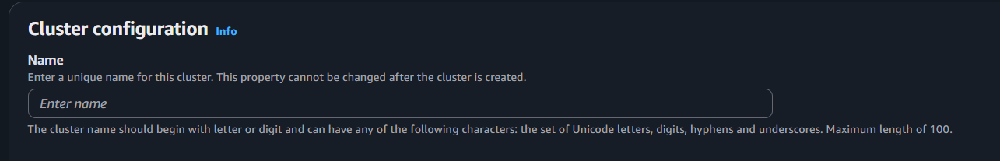 Cluster configuration Info
Name
Enter a unique name for this cluster. This property cannot be changed after the cluster is created.
Enter name
The cluster name should begin with letter or digit and can have any of the following characters: the set of Unicode letters, digits, hyphens and underscores. Maximum length of 100.